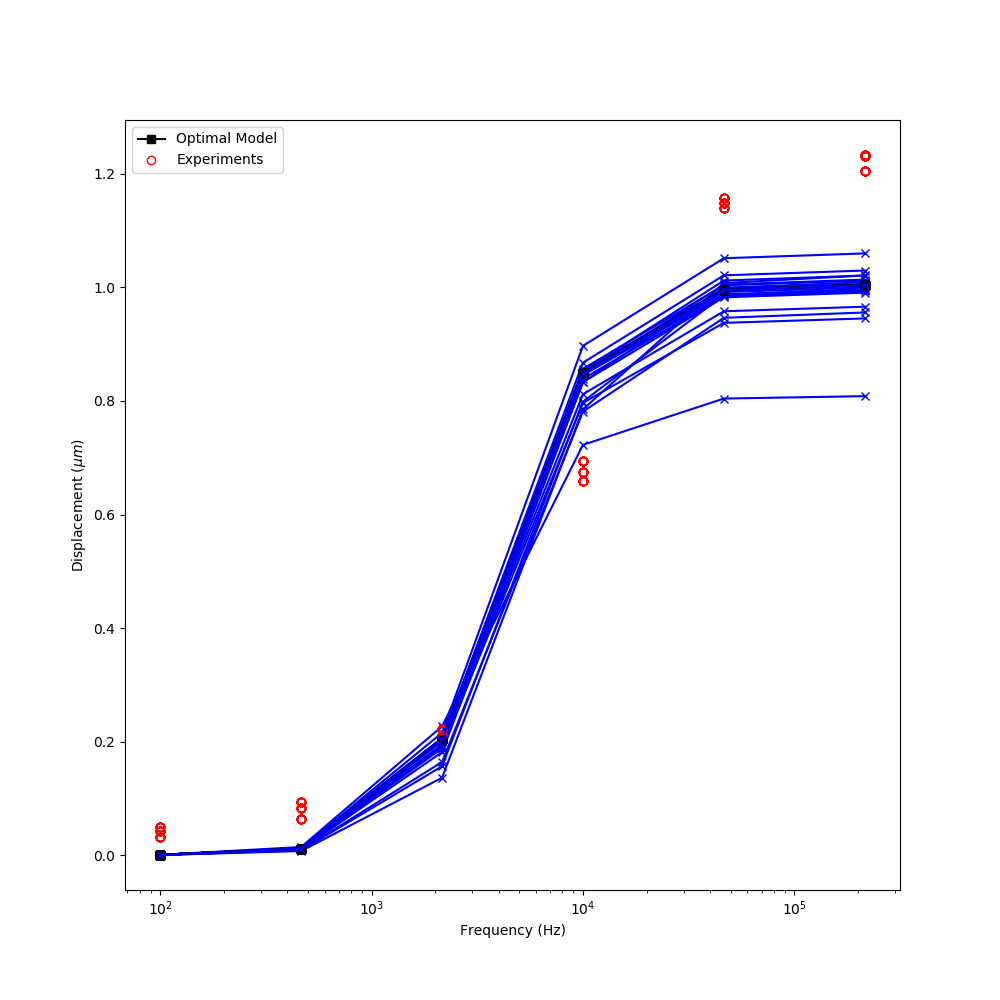 Optimal Model
Experiments
1.2
1.0
0.8
0.6
0.4
0.2
0.0
Displacement (μm)
10²
10³
10⁴
10⁵
Frequency (Hz)